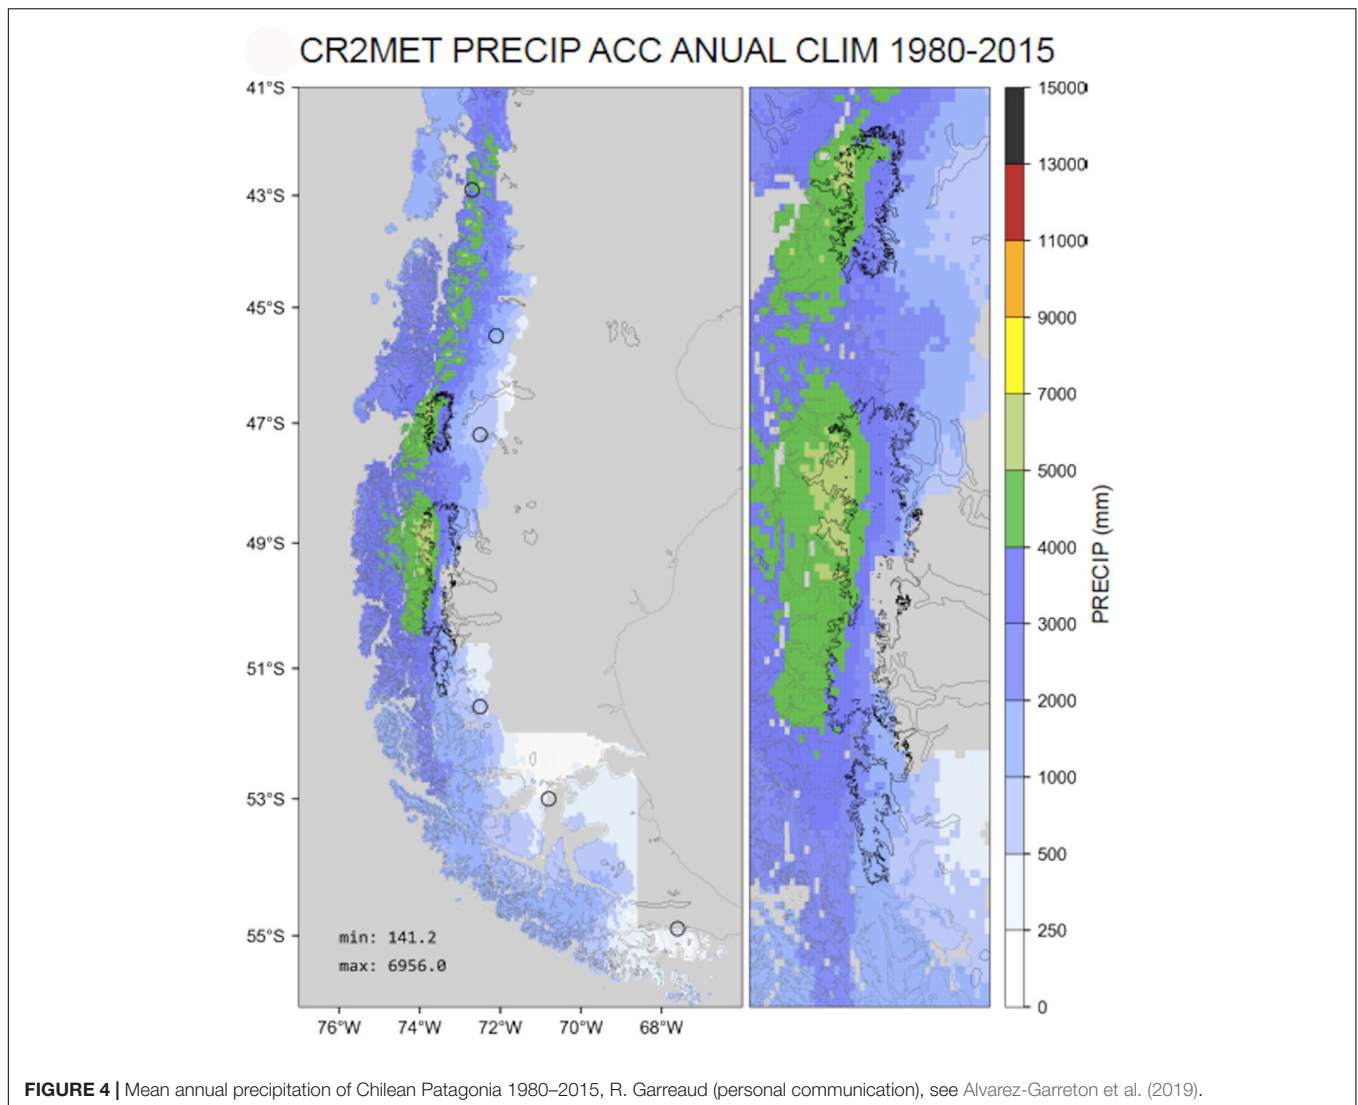 CR2MET PRECIP ACC ANUAL CLIM 1980-2015
41°S
43°S
45°S
47°S
49°S
51°S
53°S
55°S
min: 141.2
max: 6956.0
76°W 74°W 72°W 70°W 68°W
15000
13000
11000
9000
7000
5000
4000
3000
2000
1000
500
250
0
PRECIP (mm)
FIGURE 4 | Mean annual precipitation of Chilean Patagonia 1980–2015, R. Garreaud (personal communication), see Alvarez-Garreton et al. (2019).